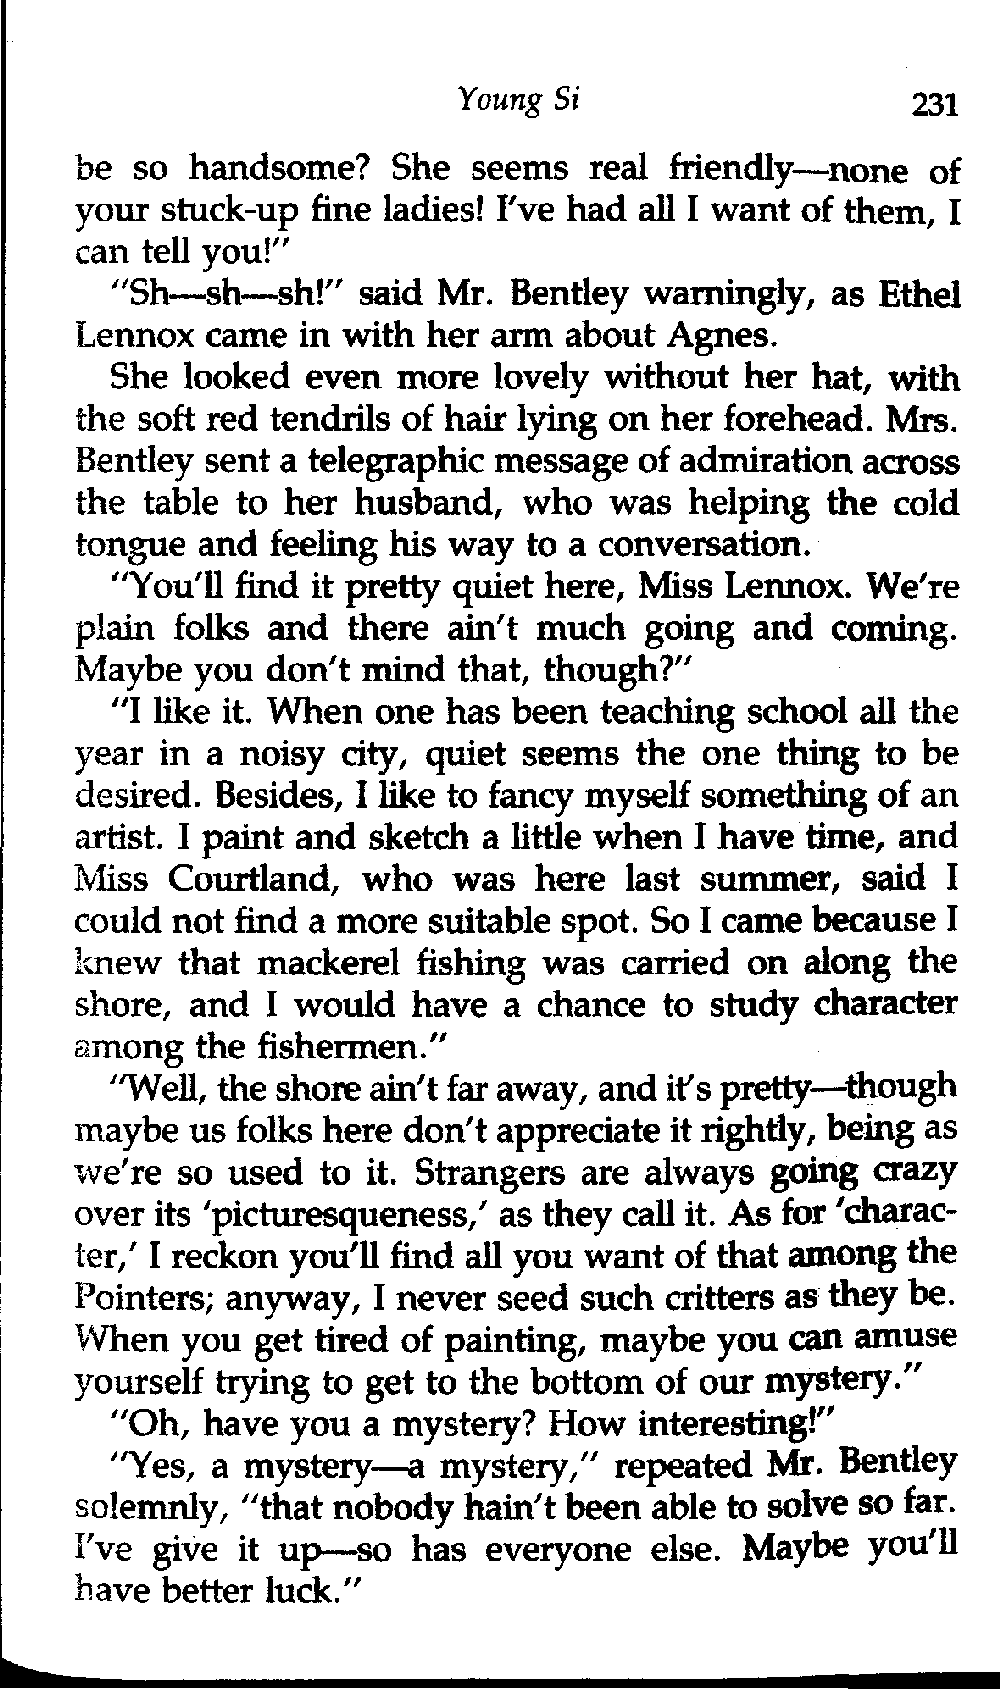 Young Si 231
be so handsome? She seems real friendly—none of
your stuck-up fine ladies! I've had all I want of them, I
can tell you!"
"Sh—sh—sh!" said Mr. Bentley warningly, as Ethel
Lennox came in with her arm about Agnes.
She looked even more lovely without her hat, with
the soft red tendrils of hair lying on her forehead. Mrs.
Bentley sent a telegraphic message of admiration across
the table to her husband, who was helping the cold
tongue and feeling his way to a conversation.
"You'll find it pretty quiet here, Miss Lennox. We're
plain folks and there ain't much going and coming.
Maybe you don't mind that, though?"
"I like it. When one has been teaching school all the
year in a noisy city, quiet seems the one thing to be
desired. Besides, I like to fancy myself something of an
artist. I paint and sketch a little when I have time, and
Miss Courtland, who was here last summer, said I
could not find a more suitable spot. So I came because I
knew that mackerel fishing was carried on along the
shore, and I would have a chance to study character
among the fishermen."
"Well, the shore ain't far away, and it's pretty—though
maybe us folks here don't appreciate it rightly, being as
we're so used to it. Strangers are always going crazy
over its 'picturesqueness,' as they call it. As for 'charac-
ter,' I reckon you'll find all you want of that among the
Pointers; anyway, I never seed such critters as they be.
When you get tired of painting, maybe you can amuse
yourself trying to get to the bottom of our mystery."
"Oh, have you a mystery? How interesting!"
"Yes, a mystery—a mystery," repeated Mr. Bentley
solemnly, "that nobody hain't been able to solve so far.
I've give it up—so has everyone else. Maybe you'll
have better luck."